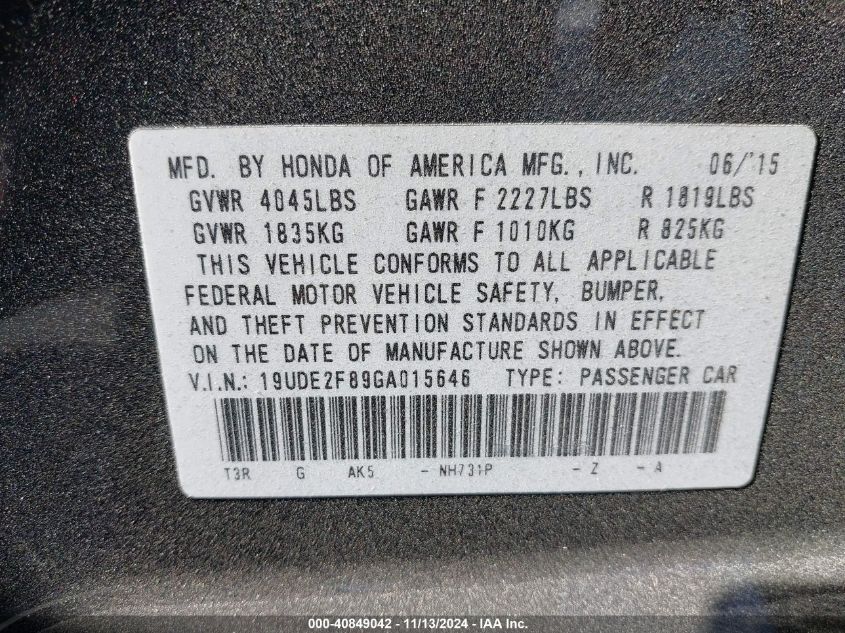 MFD. BY HONDA OF AMERICA MFG., INC. 06/'15
GVWR 4045LBS GAWR F 2227LBS R 1819LBS
GVWR 1835KG GAWR F 1010KG R 825KG
THIS VEHICLE CONFORMS TO ALL APPLICABLE
FEDERAL MOTOR VEHICLE SAFETY, BUMPER,
AND THEFT PREVENTION STANDARDS IN EFFECT
ON THE DATE OF MANUFACTURE SHOWN ABOVE.
V.I.N.: 19UDE2F89GA015646 TYPE: PASSENGER CAR
T3R G AK5 - NH731P - Z - A
000-40849042 - 11/13/2024 - IAA Inc.